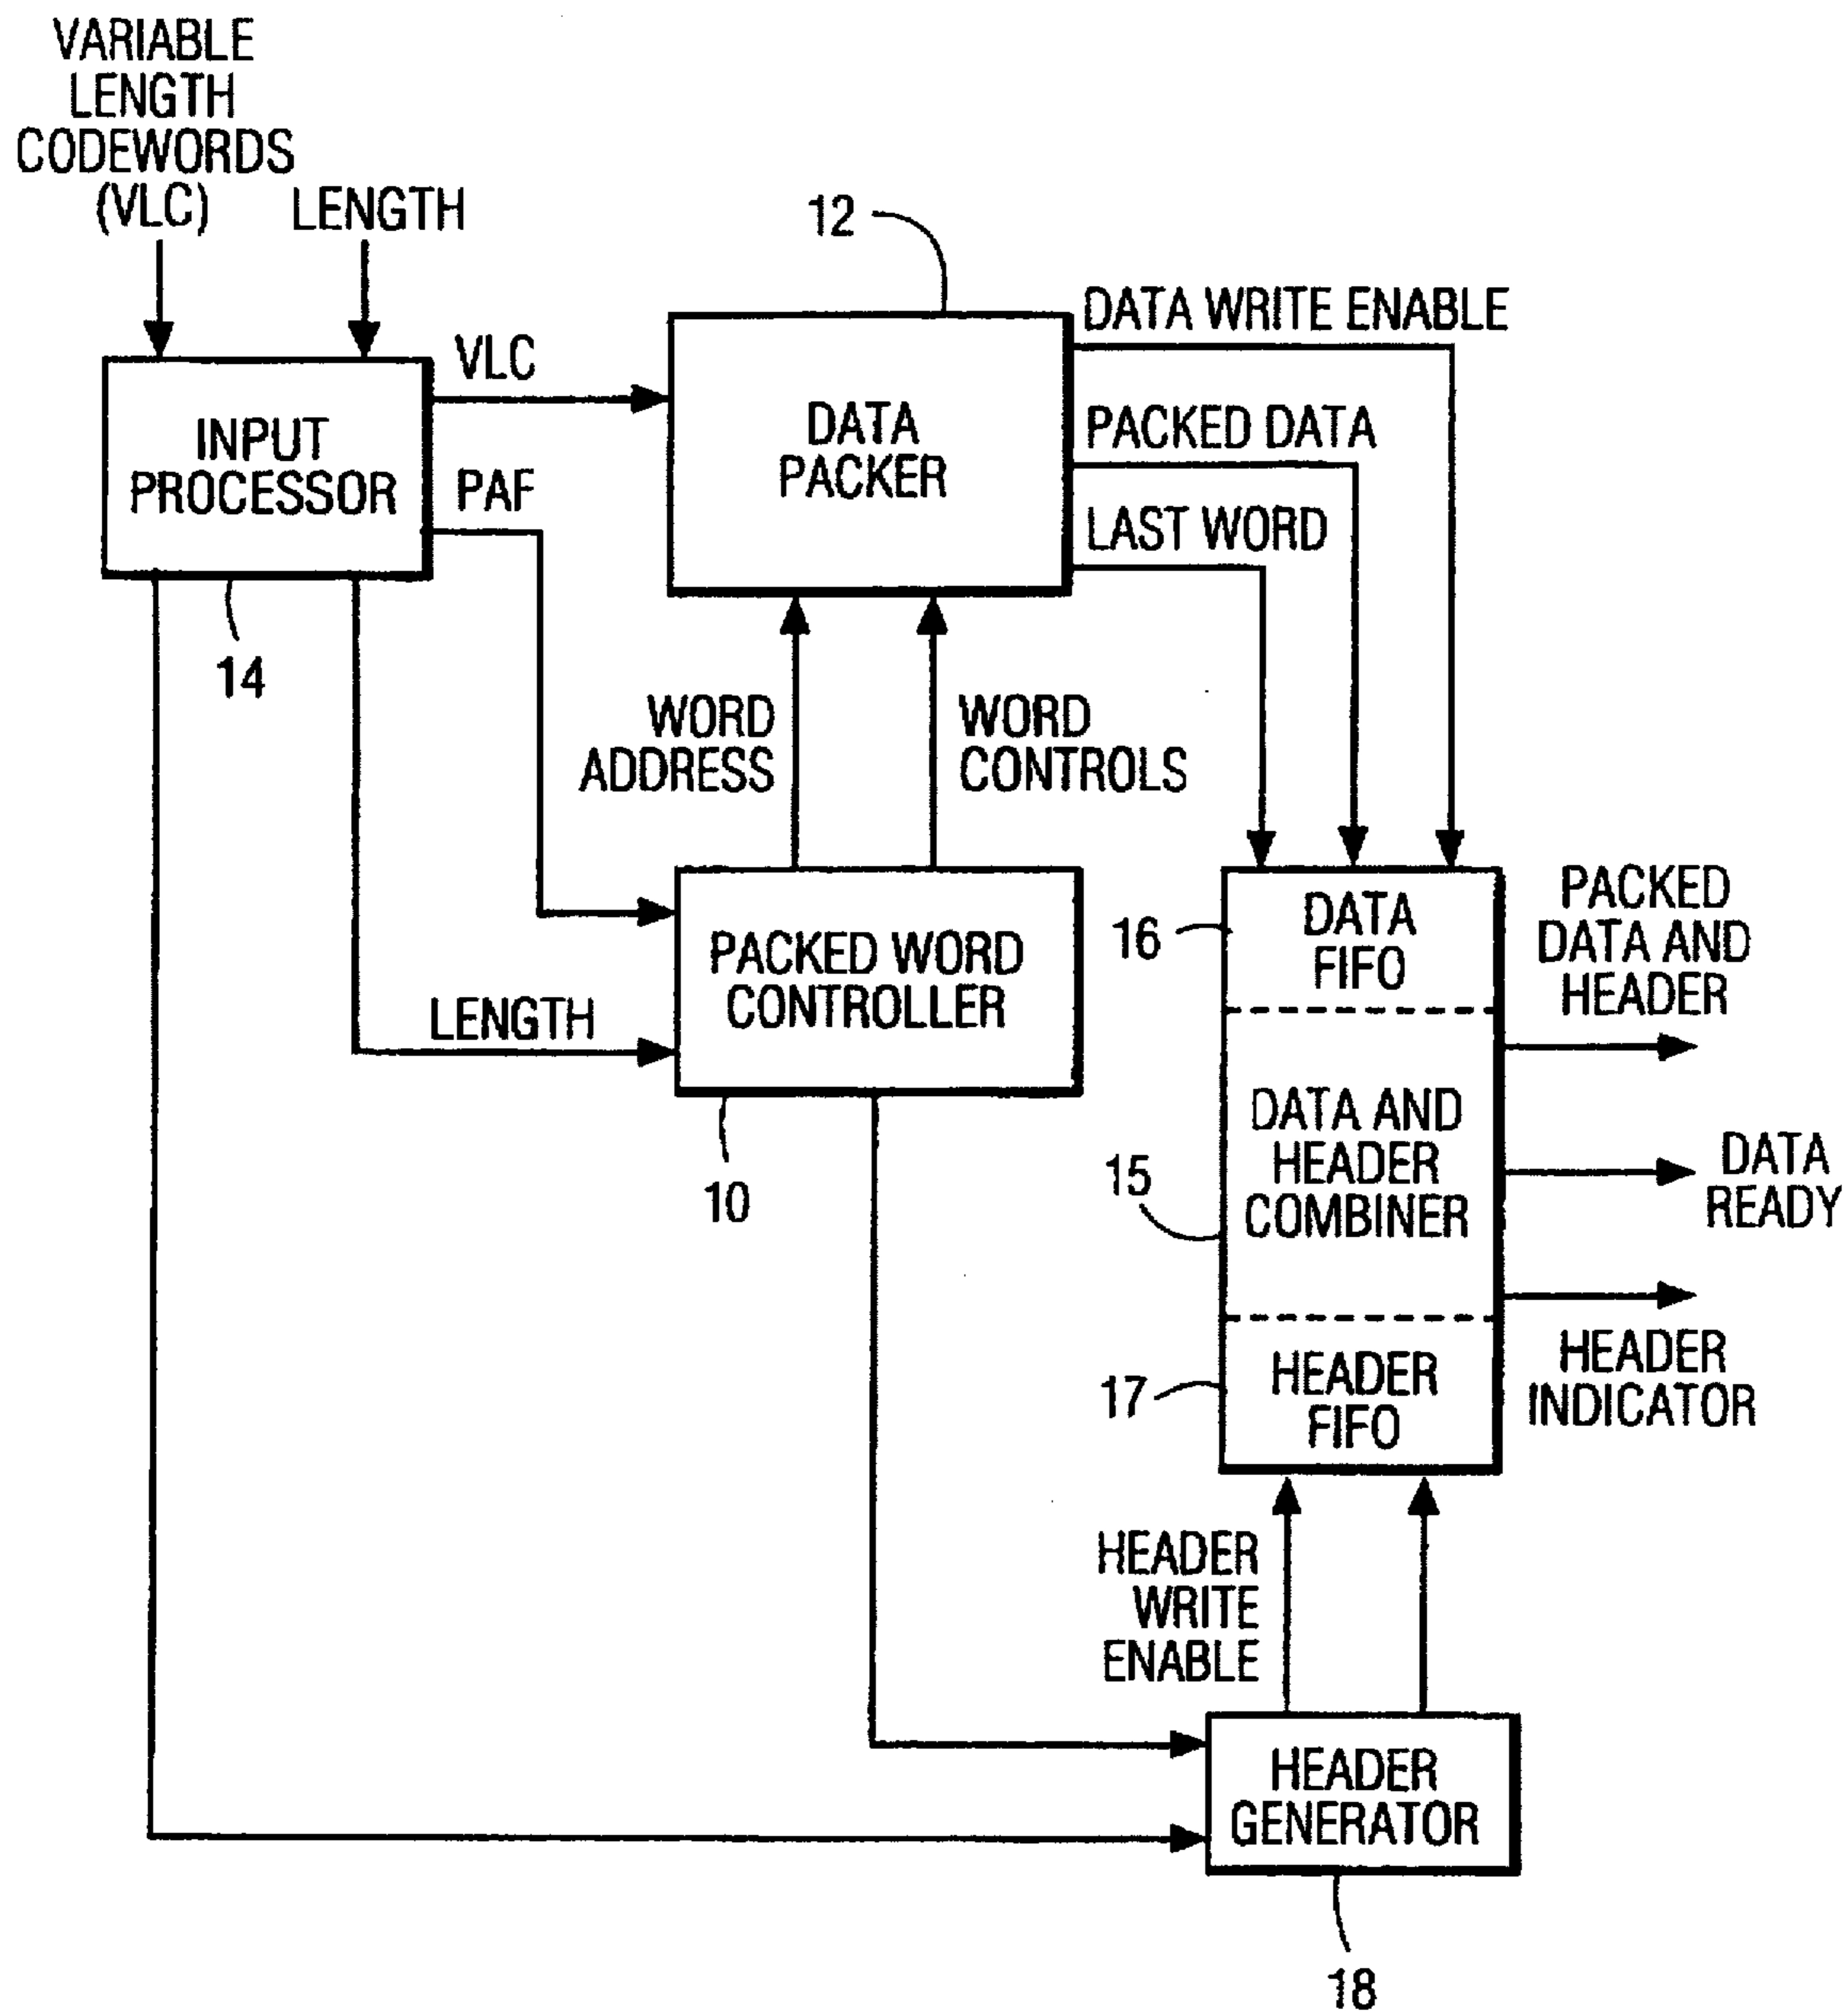 VARIABLE
LENGTH
CODEWORDS
(VLC)
LENGTH
12
DATA WRITE ENABLE
VLC
PACKED DATA
INPUT
PROCESSOR
DATA
PACKER
PAF
LAST WORD
14
WORD
ADDRESS
WORD
CONTROLS
PACKED
DATA AND
HEADER
16
DATA
FIFO
PACKED WORD
CONTROLLER
LENGTH
10
15
DATA AND
HEADER
COMBINER
DATA
READY
17
HEADER
FIFO
HEADER
INDICATOR
HEADER
WRITE
ENABLE
HEADER
GENERATOR
18